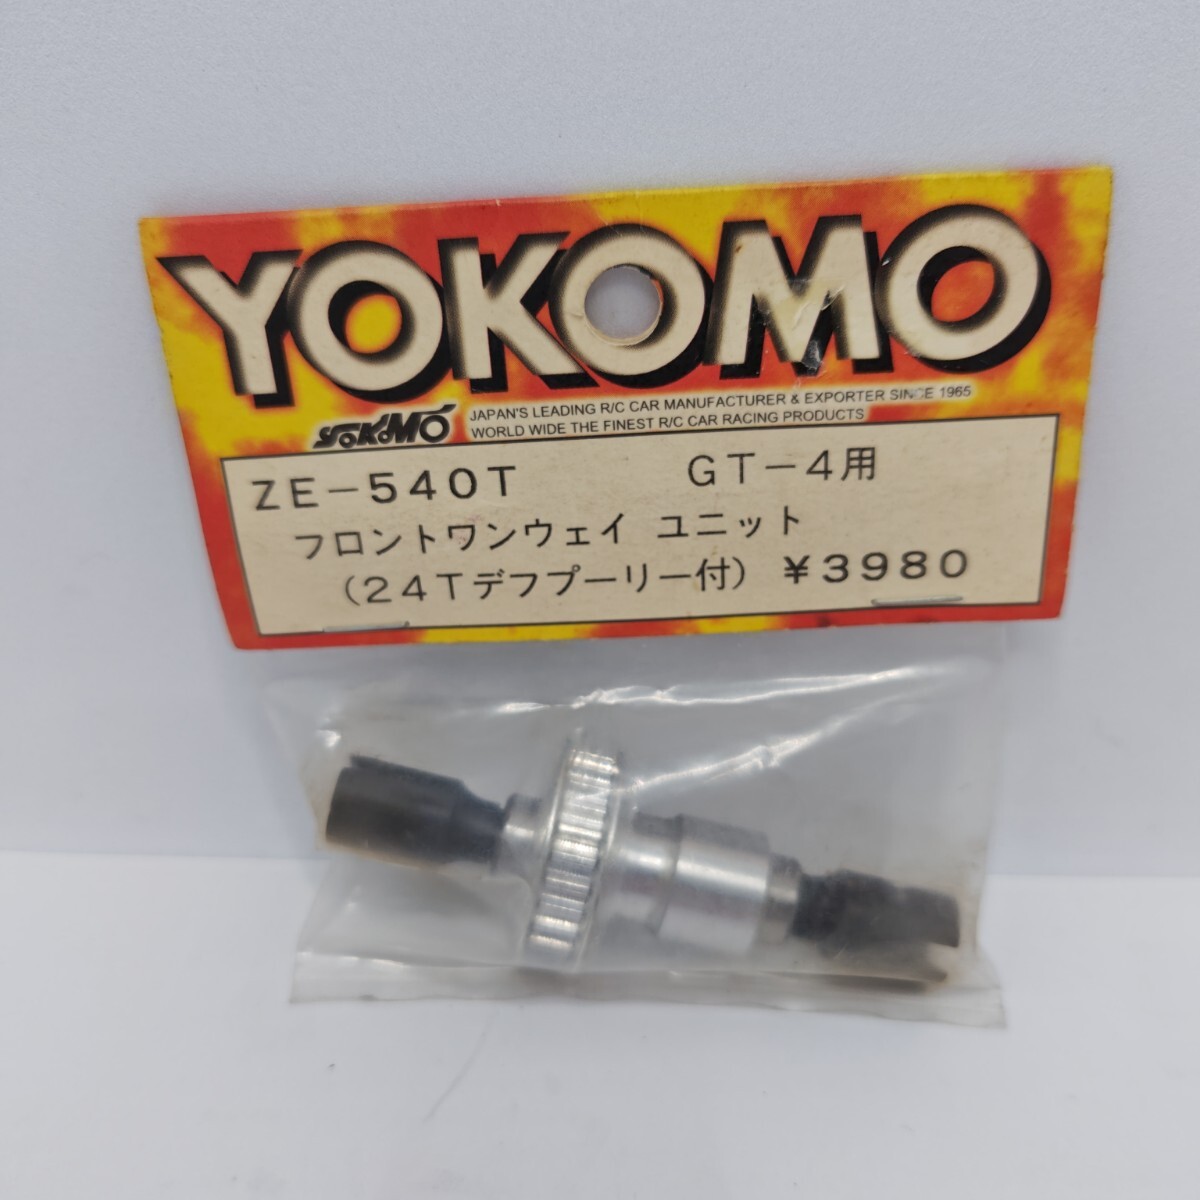 YOKOMO
YOKOMO
JAPAN'S LEADING R/C CAR MANUFACTURER & EXPORTER SINCE 1965
WORLD WIDE THE FINEST R/C CAR RACING PRODUCTS
ZE-540T GT-4用
フロントワンウェイ ユニット
(24Tデフプーリー付) ¥3980